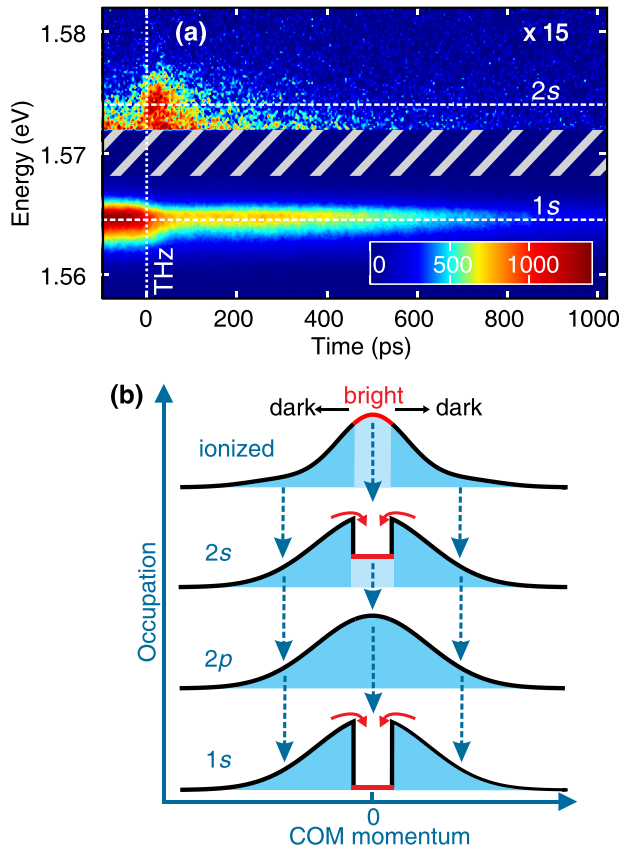 (a)
x 15
1.58
1.57
1.56
Energy (eV)
2s
1s
THz
0 500 1000
0 200 400 600 800 1000
Time (ps)
(b)
bright
dark dark
ionized
2s
2p
1s
Occupation
0
COM momentum